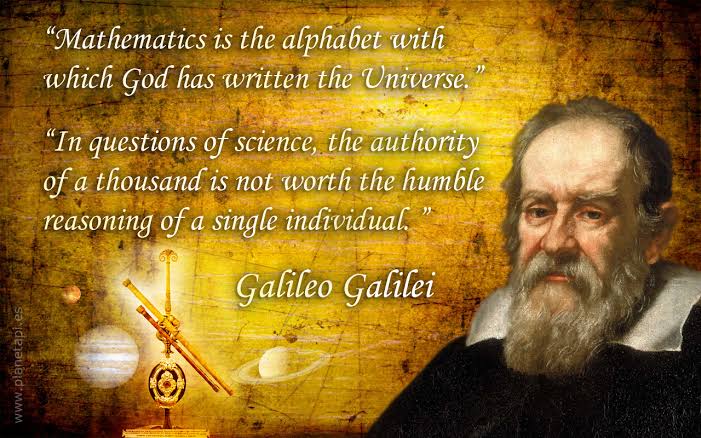 “Mathematics is the alphabet with
which God has written the Universe.”
“In questions of science, the authority
of a thousand is not worth the humble
reasoning of a single individual. ”
Galileo Galilei
www.planetapi.es